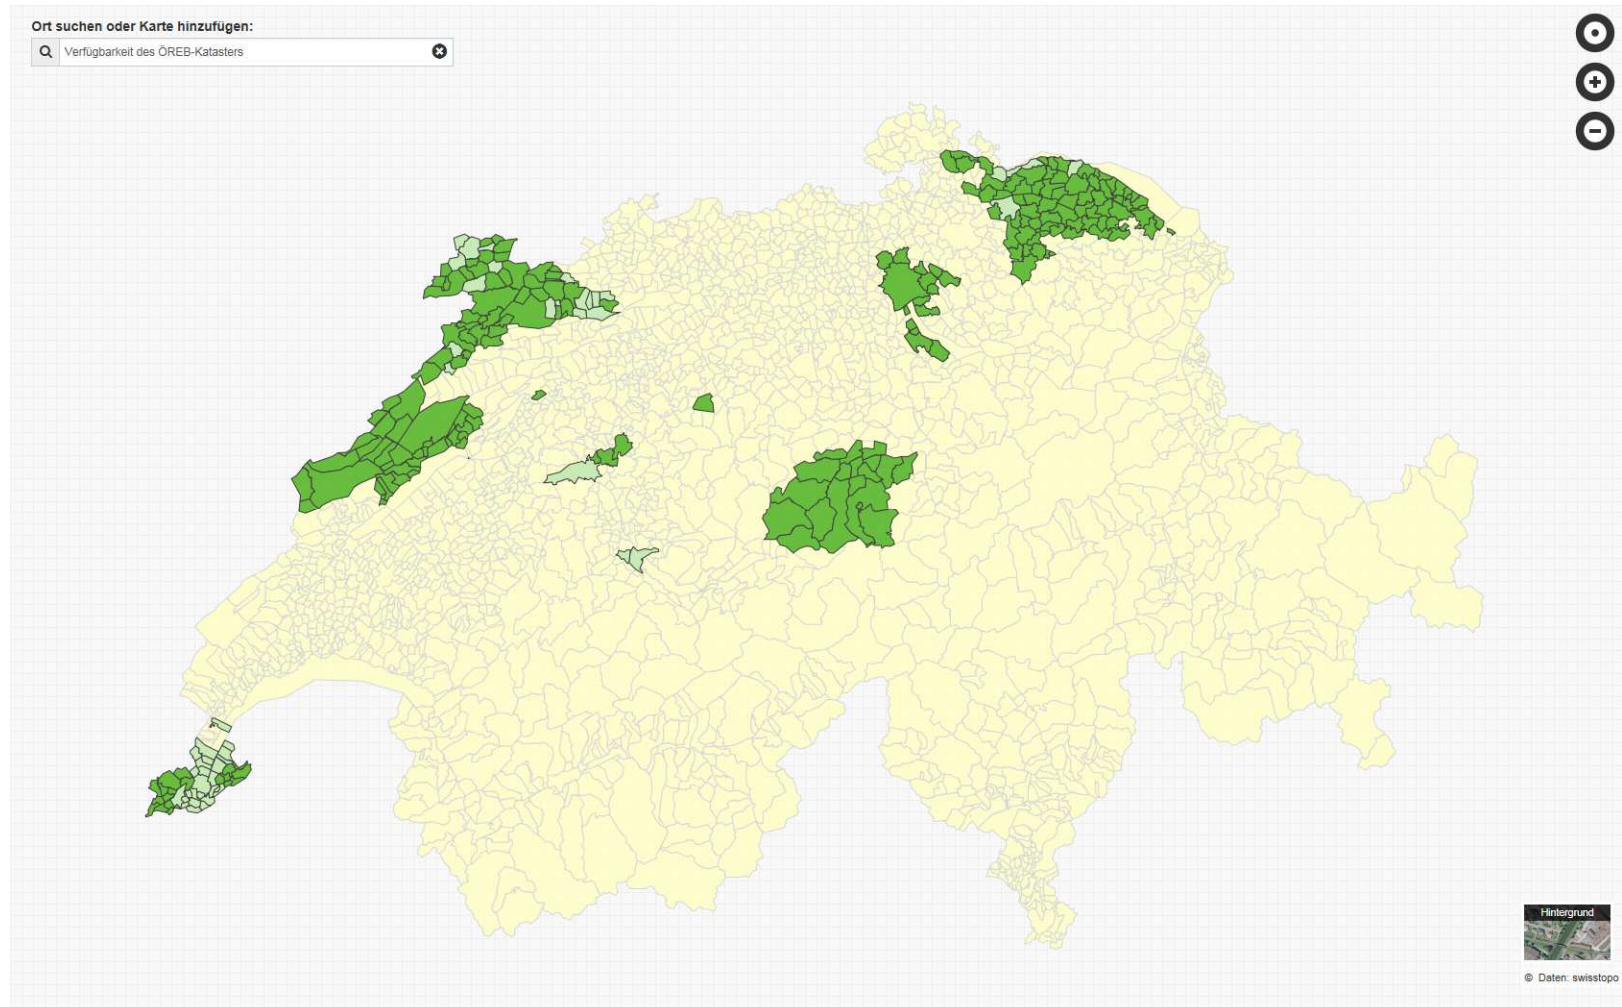 Ort suchen oder Karte hinzufügen:
Verfügbarkeit des ÖREB-Katasters
Hintergrund
© Daten: swisstopo